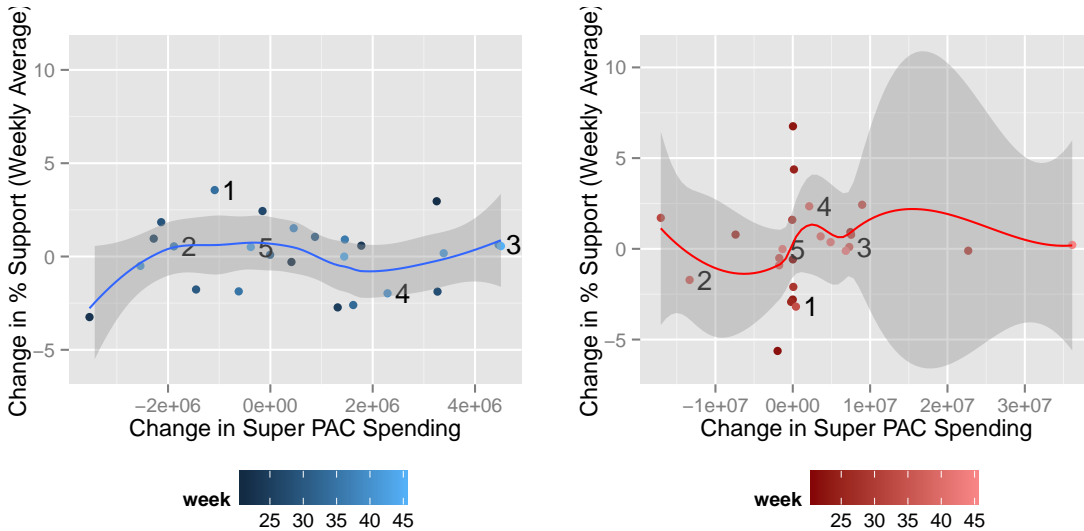 Change in % Support (Weekly Average)
10
5
0
−5
1
2
5
3
4
−2e+06 0e+00 2e+06 4e+06
Change in Super PAC Spending
week
25 30 35 40 45
Change in % Support (Weekly Average)
10
5
0
−5
4
5
3
2
1
−1e+07 0e+00 1e+07 2e+07 3e+07
Change in Super PAC Spending
week
25 30 35 40 45